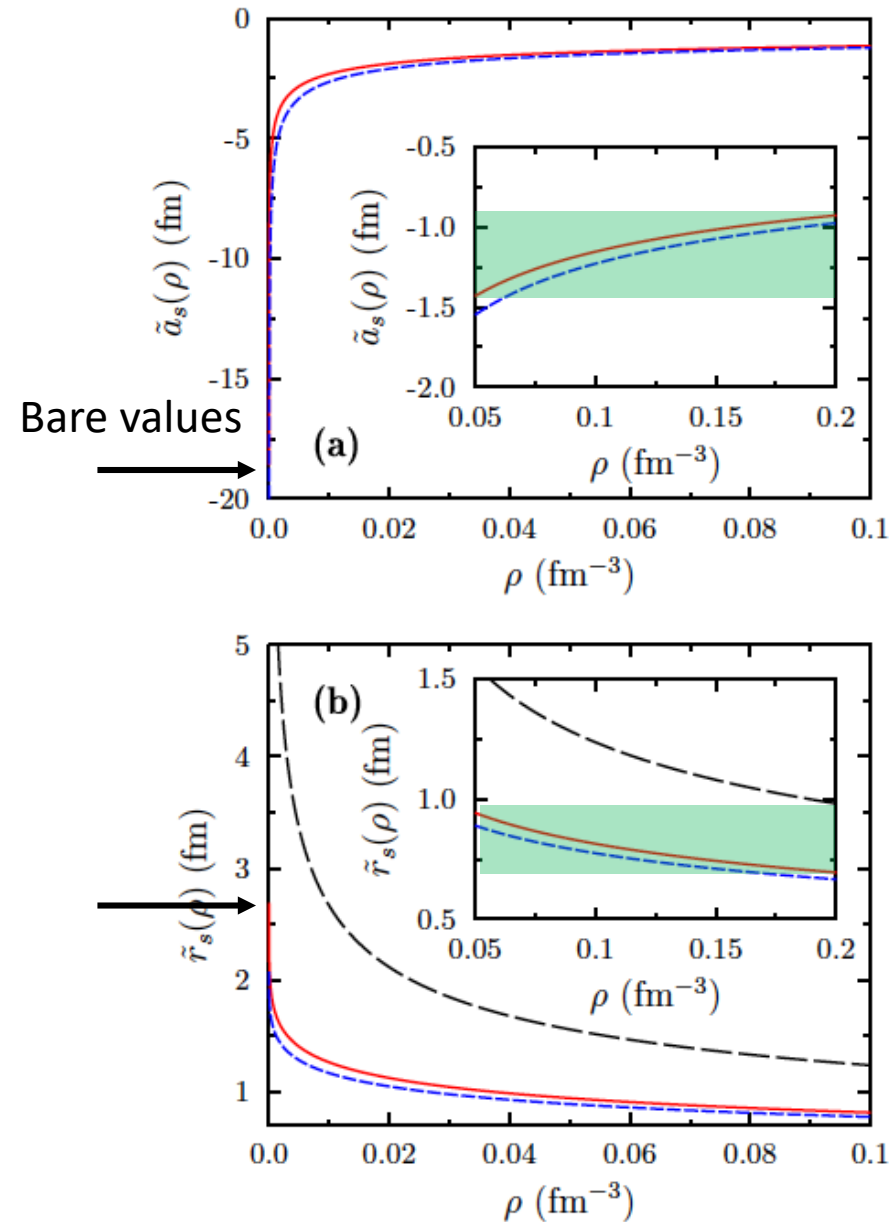 0
-5
-10
-15
-20
ã_s(ρ) (fm)
Bare values
(a)
-0.5
-1.0
-1.5
-2.0
ã_s(ρ) (fm)
0.05 0.1 0.15 0.2
ρ (fm⁻³)
0.0 0.02 0.04 0.06 0.08 0.1
ρ (fm⁻³)
5
4
3
2
1
r̃_s(ρ) (fm)
(b)
1.5
1.0
0.5
r̃_s(ρ) (fm)
0.05 0.1 0.15 0.2
ρ (fm⁻³)
0.0 0.02 0.04 0.06 0.08 0.1
ρ (fm⁻³)